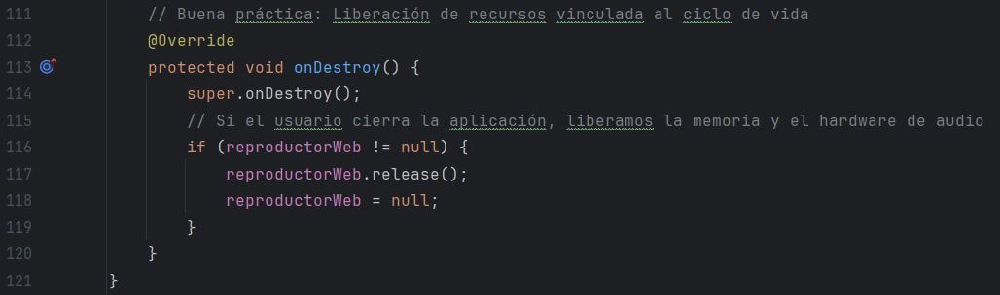 111 // Buena práctica: Liberación de recursos vinculada al ciclo de vida
112 @Override
113 protected void onDestroy() {
114 super.onDestroy();
115 // Si el usuario cierra la aplicación, liberamos la memoria y el hardware de audio
116 if (reproductorWeb != null) {
117 reproductorWeb.release();
118 reproductorWeb = null;
119 }
120 }
121 }